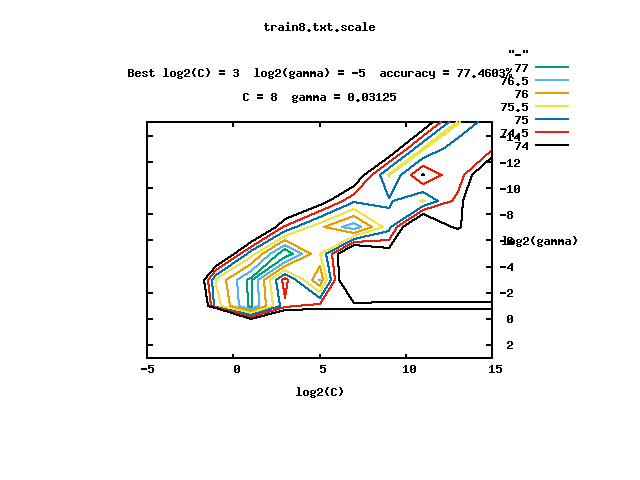 train8.txt.scale
"-"
Best log2(C) = 3  log2(gamma) = -5  accuracy = 77.4603%
77
76.5
76
C = 8  gamma = 0.03125
75.5
75
74.5
74
-14
-12
-10
-8
-6
log2(gamma)
-4
-2
0
2
-5 0 5 10 15
log2(C)